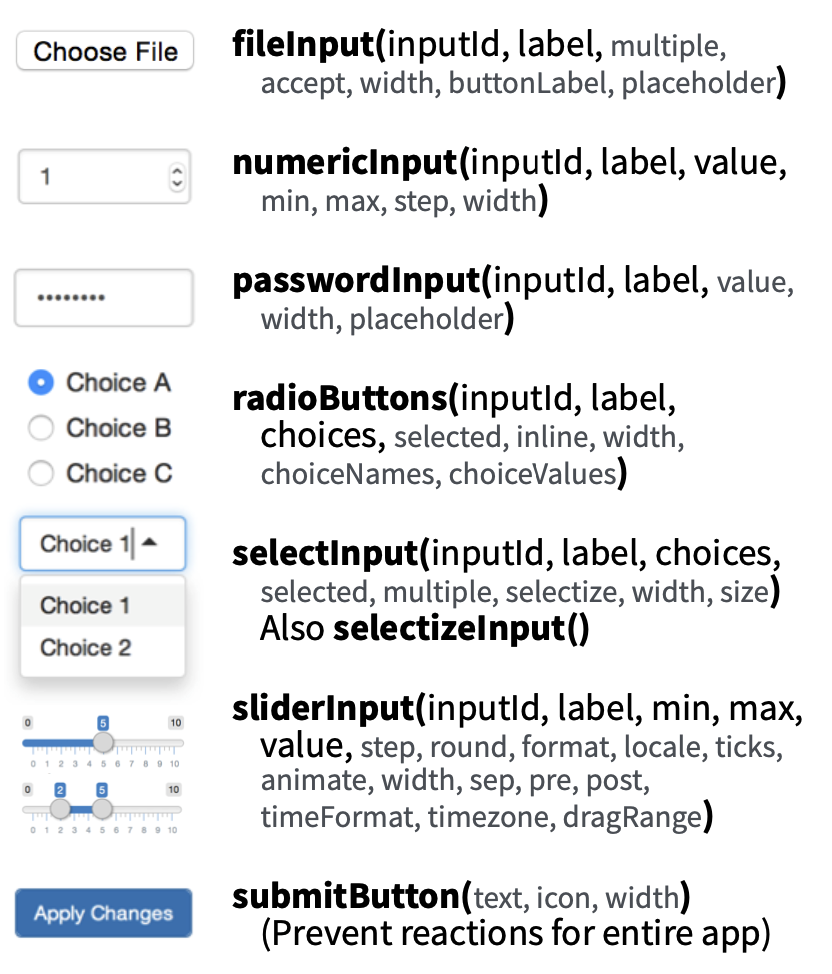 Choose File
fileInput(inputId, label, multiple,
accept, width, buttonLabel, placeholder)
1
numericInput(inputId, label, value,
min, max, step, width)
••••••••
passwordInput(inputId, label, value,
width, placeholder)
Choice A
Choice B
Choice C
radioButtons(inputId, label,
choices, selected, inline, width,
choiceNames, choiceValues)
Choice 1
Choice 1
Choice 2
selectInput(inputId, label, choices,
selected, multiple, selectize, width, size)
Also selectizeInput()
0 5 10
0 1 2 3 4 5 6 7 8 9 10
0 2 5 10
0 1 2 3 4 5 6 7 8 9 10
sliderInput(inputId, label, min, max,
value, step, round, format, locale, ticks,
animate, width, sep, pre, post,
timeFormat, timezone, dragRange)
Apply Changes
submitButton(text, icon, width)
(Prevent reactions for entire app)